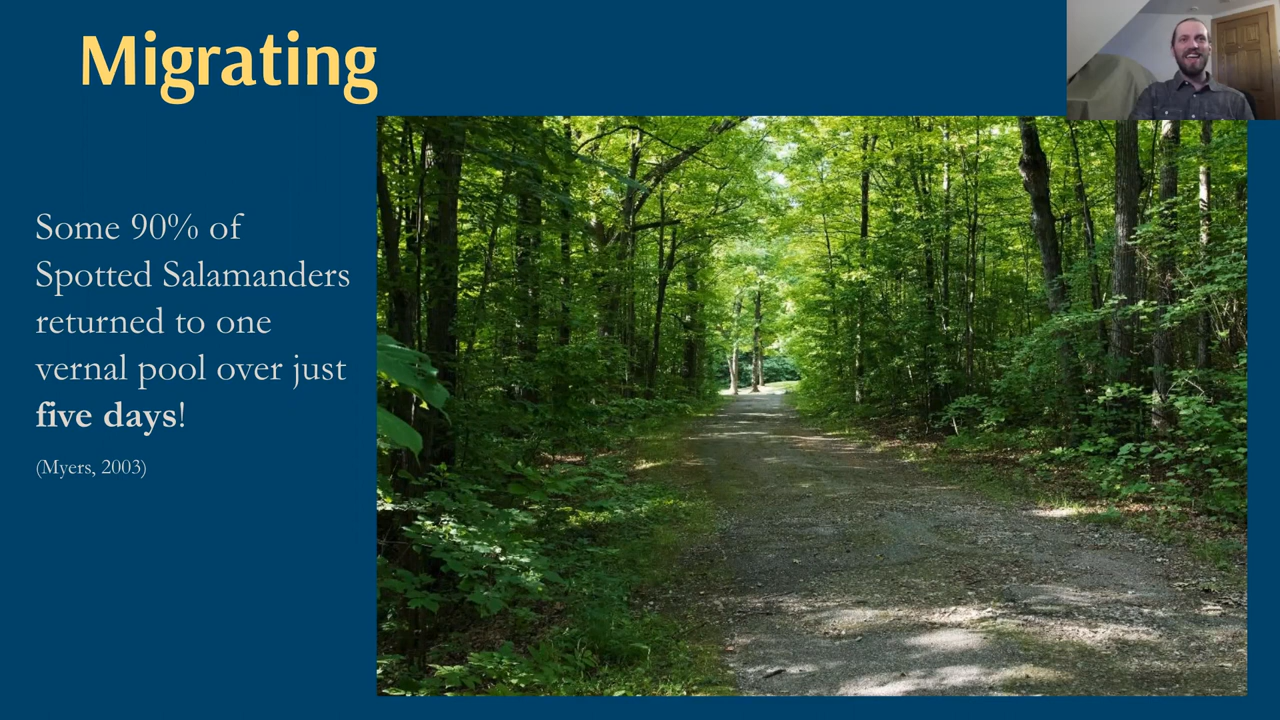 Migrating
Some 90% of
Spotted Salamanders
returned to one
vernal pool over just
five days!
(Myers, 2003)